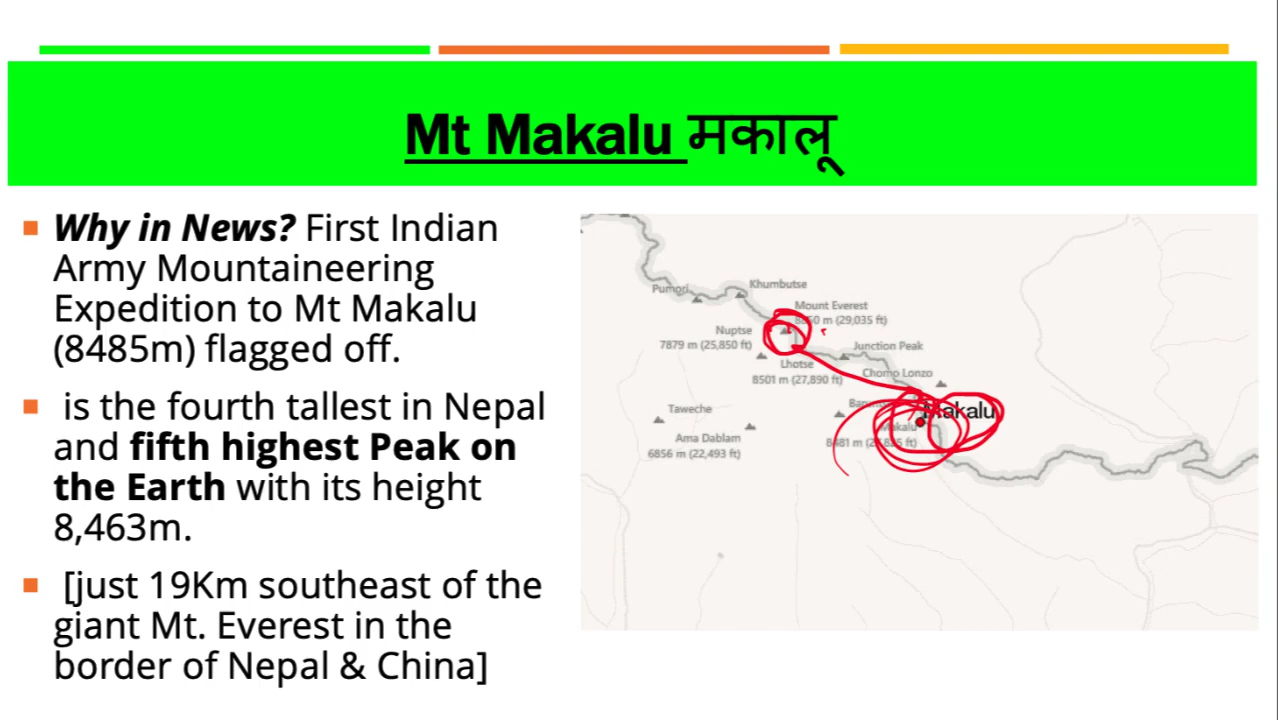 Mt Makalu मकालू
Why in News? First Indian
Army Mountaineering
Expedition to Mt Makalu
(8485m) flagged off.
is the fourth tallest in Nepal
and fifth highest Peak on
the Earth with its height
8,463m.
[just 19Km southeast of the
giant Mt. Everest in the
border of Nepal & China]
Pumori
Khumbutse
Mount Everest
(29,035 ft)
Nuptse
7879 m (25,850 ft)
Junction Peak
Lhotse
8501 m (27,890 ft)
Chomo Lonzo
Makalu
Taweche
Makalu
Ama Dablam
6856 m (22,493 ft)